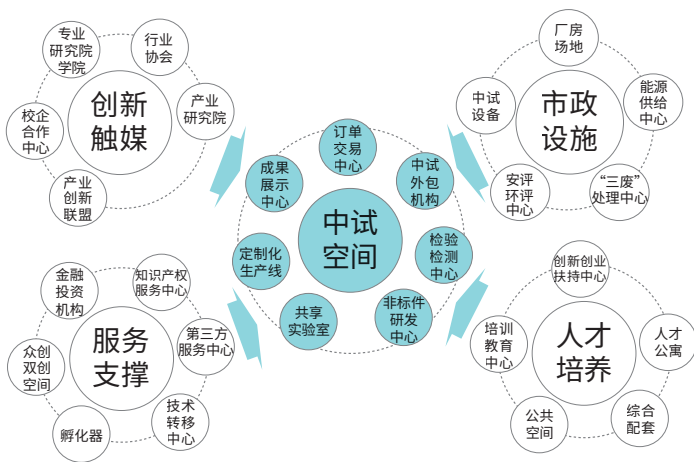 专业
研究院
学院
行业
协会
校企
合作
中心
创新
触媒
产业
研究院
产业
创新
联盟
厂房
场地
中试
设备
市政
设施
能源
供给
中心
安评
环评
中心
“三废”
处理中心
订单
交易
中心
成果
展示
中心
中试
外包
机构
中试
空间
定制化
生产线
检验
检测
中心
共享
实验室
非标件
研发
中心
金融
投资
机构
知识产权
服务中心
服务
支撑
第三方
服务中心
众创
双创
空间
孵化器
技术
转移
中心
创新创业
扶持中心
培训
教育
中心
人才
培养
人才
公寓
公共
空间
综合
配套